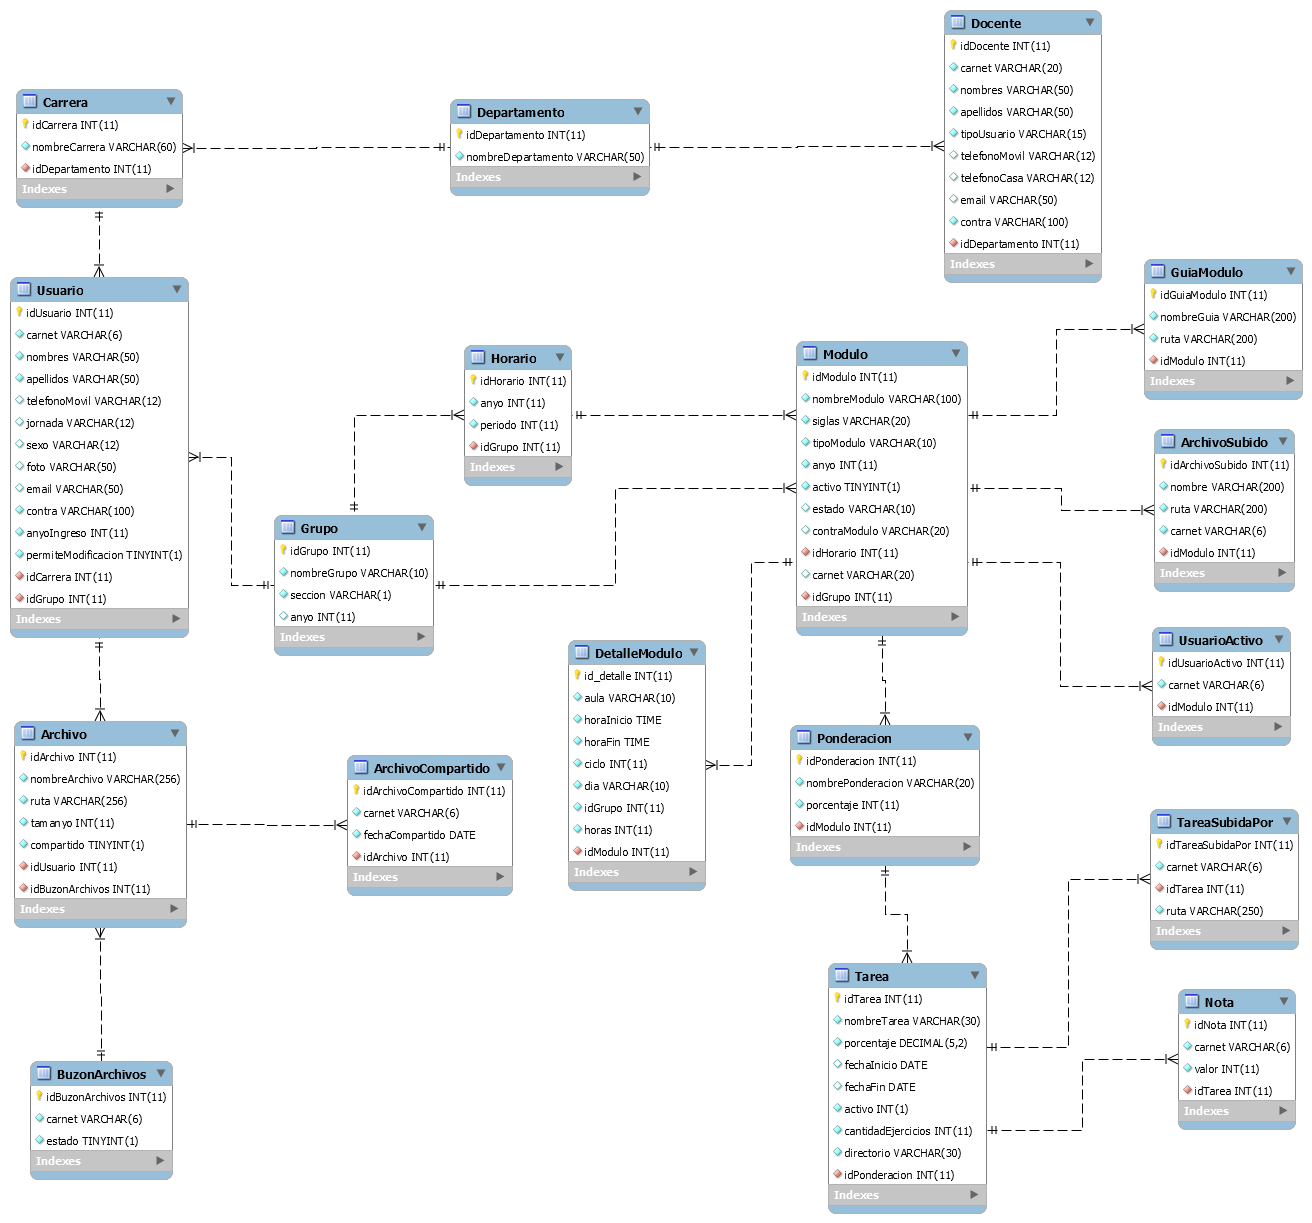 Docente
idDocente INT(11)
carnet VARCHAR(20)
nombres VARCHAR(50)
apellidos VARCHAR(50)
tipoUsuario VARCHAR(15)
telefonoMovil VARCHAR(12)
telefonoCasa VARCHAR(12)
email VARCHAR(50)
contra VARCHAR(100)
idDepartamento INT(11)
Indexes
Carrera
idCarrera INT(11)
nombreCarrera VARCHAR(60)
idDepartamento INT(11)
Indexes
Departamento
idDepartamento INT(11)
nombreDepartamento VARCHAR(50)
Indexes
GuiaModulo
idGuiaModulo INT(11)
nombreGuia VARCHAR(200)
ruta VARCHAR(200)
idModulo INT(11)
Indexes
Usuario
idUsuario INT(11)
carnet VARCHAR(6)
nombres VARCHAR(50)
apellidos VARCHAR(50)
telefonoMovil VARCHAR(12)
jornada VARCHAR(12)
sexo VARCHAR(12)
foto VARCHAR(50)
email VARCHAR(50)
contra VARCHAR(100)
anyoIngreso INT(11)
permiteModificacion TINYINT(1)
idCarrera INT(11)
idGrupo INT(11)
Indexes
Horario
idHorario INT(11)
anyo INT(11)
periodo INT(11)
idGrupo INT(11)
Indexes
Modulo
idModulo INT(11)
nombreModulo VARCHAR(100)
siglas VARCHAR(20)
tipoModulo VARCHAR(10)
anyo INT(11)
activo TINYINT(1)
estado VARCHAR(10)
contraModulo VARCHAR(20)
idHorario INT(11)
carnet VARCHAR(20)
idGrupo INT(11)
Indexes
ArchivoSubido
idArchivoSubido INT(11)
nombre VARCHAR(200)
ruta VARCHAR(200)
carnet VARCHAR(6)
idModulo INT(11)
Indexes
Grupo
idGrupo INT(11)
nombreGrupo VARCHAR(10)
seccion VARCHAR(1)
anyo INT(11)
Indexes
UsuarioActivo
idUsuarioActivo INT(11)
carnet VARCHAR(6)
idModulo INT(11)
Indexes
DetalleModulo
id_detalle INT(11)
aula VARCHAR(10)
horaInicio TIME
horaFin TIME
ciclo INT(11)
dia VARCHAR(10)
idGrupo INT(11)
horas INT(11)
idModulo INT(11)
Indexes
Archivo
idArchivo INT(11)
nombreArchivo VARCHAR(256)
ruta VARCHAR(256)
tamanyo INT(11)
compartido TINYINT(1)
idUsuario INT(11)
idBuzonArchivos INT(11)
Indexes
ArchivoCompartido
idArchivoCompartido INT(11)
carnet VARCHAR(6)
fechaCompartido DATE
idArchivo INT(11)
Indexes
Ponderacion
idPonderacion INT(11)
nombrePonderacion VARCHAR(20)
porcentaje INT(11)
idModulo INT(11)
Indexes
TareaSubidaPor
idTareaSubidaPor INT(11)
carnet VARCHAR(6)
idTarea INT(11)
ruta VARCHAR(250)
Indexes
Tarea
idTarea INT(11)
nombreTarea VARCHAR(30)
porcentaje DECIMAL(5,2)
fechaInicio DATE
fechaFin DATE
activo INT(1)
cantidadEjercicios INT(11)
directorio VARCHAR(30)
idPonderacion INT(11)
Indexes
Nota
idNota INT(11)
carnet VARCHAR(6)
valor INT(11)
idTarea INT(11)
Indexes
BuzonArchivos
idBuzonArchivos INT(11)
carnet VARCHAR(6)
estado TINYINT(1)
Indexes